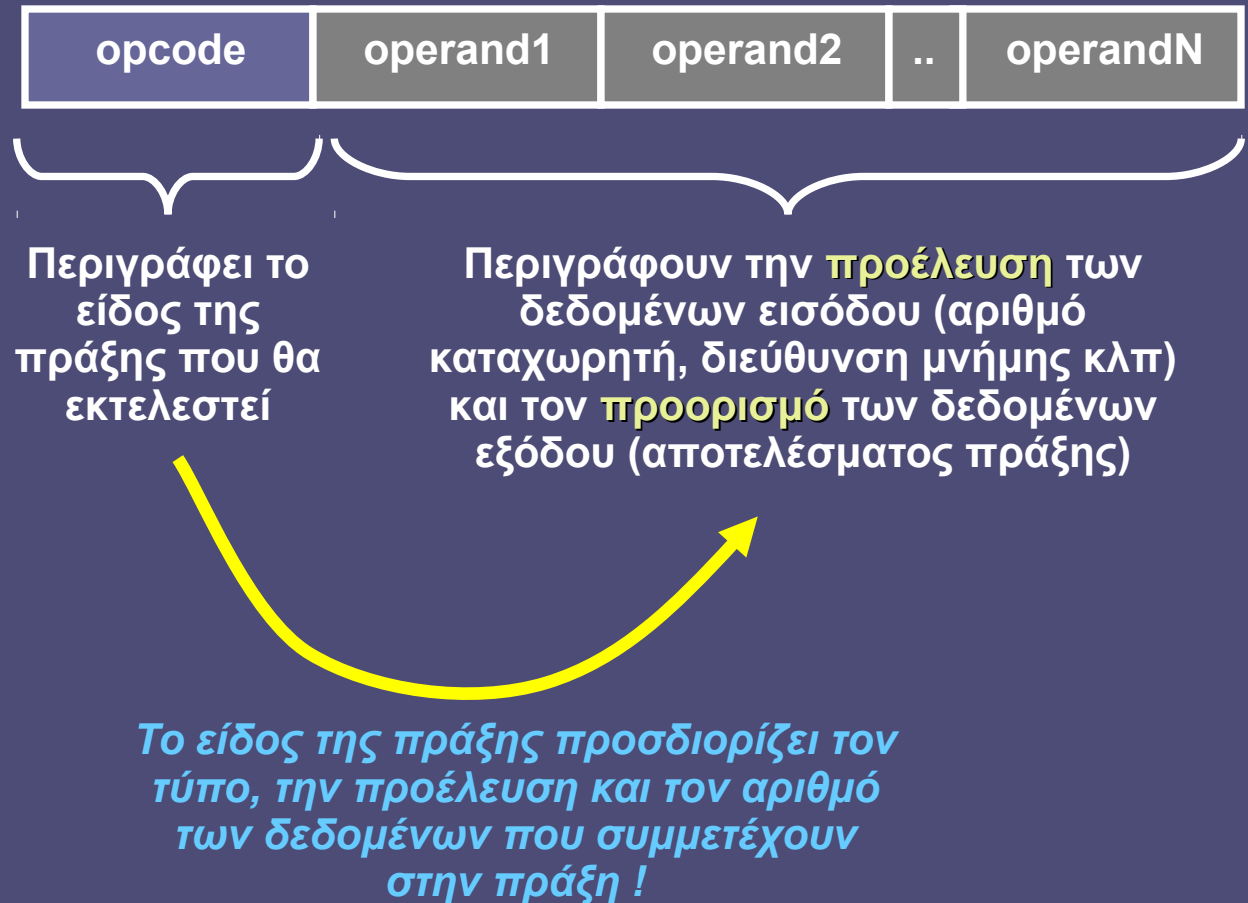 opcode operand1 operand2 .. operandN
Περιγράφει το
είδος της
πράξης που θα
εκτελεστεί
Περιγράφουν την προέλευση των
δεδομένων εισόδου (αριθμό
καταχωρητή, διεύθυνση μνήμης κλπ)
και τον προορισμό των δεδομένων
εξόδου (αποτελέσματος πράξης)
Το είδος της πράξης προσδιορίζει τον
τύπο, την προέλευση και τον αριθμό
των δεδομένων που συμμετέχουν
στην πράξη !